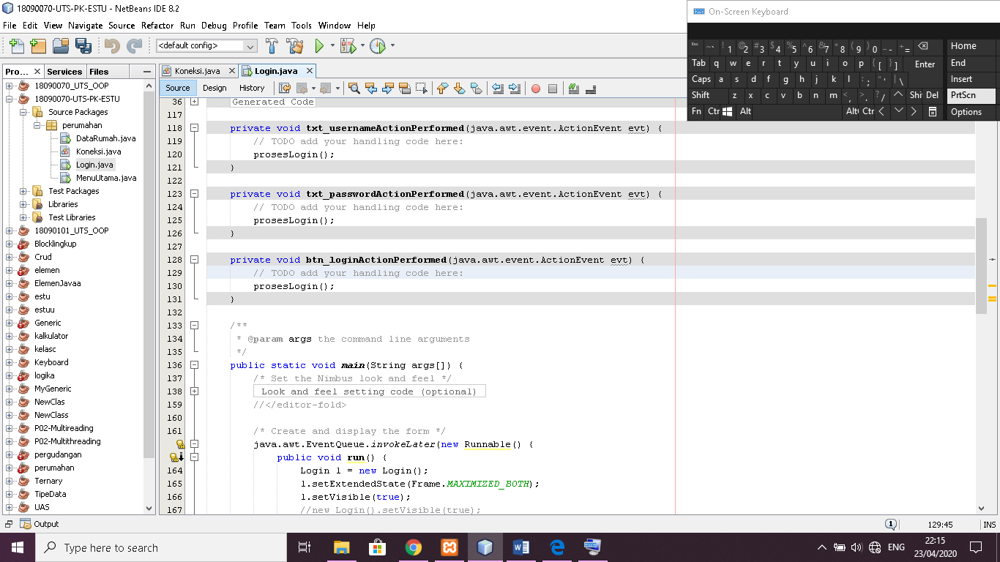 18090070-UTS-PK-ESTU - NetBeans IDE 8.2
File Edit View Navigate Source Refactor Run Debug Profile Team Tools Window Help
<default config>
On-Screen Keyboard
esc ~ ` ! 1 @ 2 # 3 $ 4 % 5 ^ 6 & 7 * 8 ( 9 ) 0 _ - + = Home
Tab q w e r t y u i o p { [ } ] Enter End
Caps a s d f g h j k l : ; " ' | \ Insert
Shift z x c v b n m < , > . ? / Shi Del PrtScn
Fn Ctr Alt Alt Ctr Options
Pro... Services Files
18090070_UTS_OOP
18090070-UTS-PK-ESTU
Source Packages
perumahan
DataRumah.java
Koneksi.java
Login.java
MenuUtama.java
Test Packages
Libraries
Test Libraries
18090101_UTS_OOP
Blocklingkup
Crud
elemen
ElemenJavaa
estu
estuu
Generic
kalkulator
kelasc
Keyboard
logika
MyGeneric
NewClas
NewClass
P02-Multireading
P02-Multithreading
pergudangan
perumahan
Ternary
TipeData
UAS
Koneksi.java Login.java
Source Design History
36 Generated Code
117
118 private void txt_usernameActionPerformed(java.awt.event.ActionEvent evt) {
119 // TODO add your handling code here:
120 prosesLogin();
121 }
122
123 private void txt_passwordActionPerformed(java.awt.event.ActionEvent evt) {
124 // TODO add your handling code here:
125 prosesLogin();
126 }
127
128 private void btn_loginActionPerformed(java.awt.event.ActionEvent evt) {
129 // TODO add your handling code here:
130 prosesLogin();
131 }
132
133 /**
134 * @param args the command line arguments
135 */
136 public static void main(String args[]) {
137 /* Set the Nimbus look and feel */
138 Look and feel setting code (optional)
159 //</editor-fold>
160
161 /* Create and display the form */
java.awt.EventQueue.invokeLater(new Runnable() {
public void run() {
164 Login l = new Login();
165 l.setExtendedState(Frame.MAXIMIZED_BOTH);
166 l.setVisible(true);
167 //new Login().setVisible(true);
Output
1 129:45 INS
Type here to search
ENG
22:15
23/04/2020